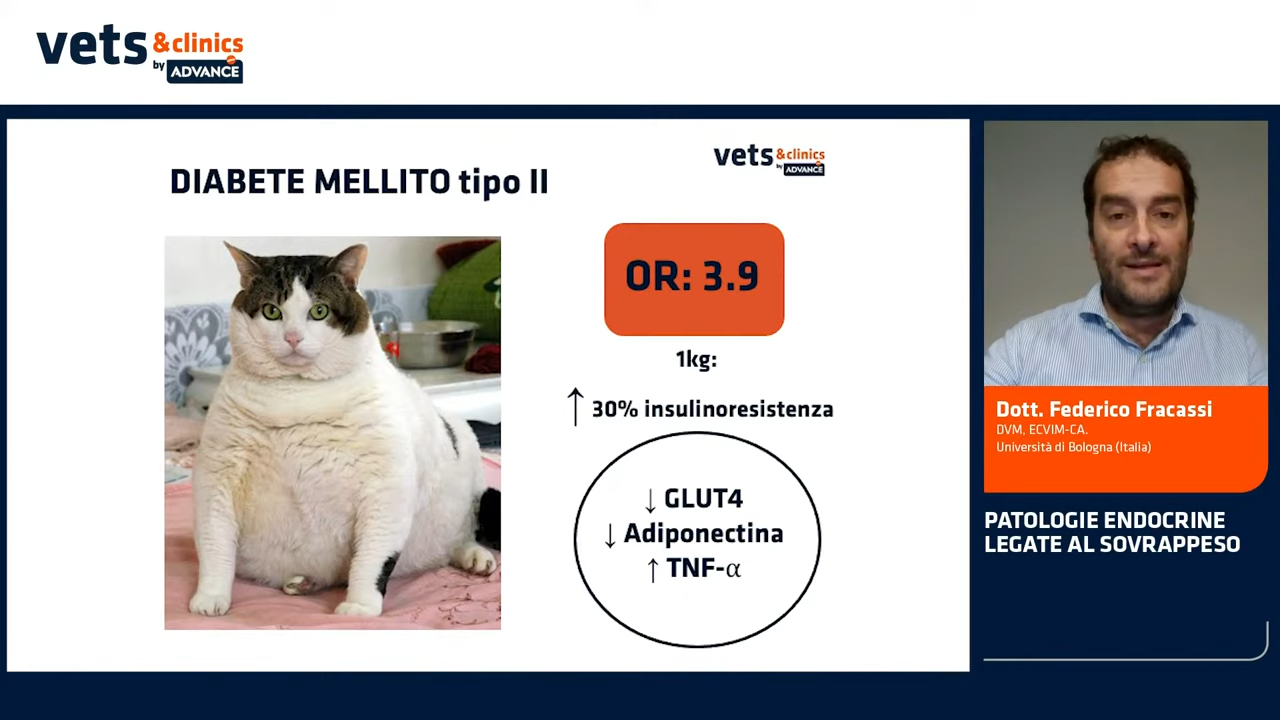 vets &clinics
by ADVANCE
DIABETE MELLITO tipo II
vets &clinics
by ADVANCE
OR: 3.9
1kg:
↑ 30% insulinoresistenza
↓ GLUT4
↓ Adiponectina
↑ TNF-α
Dott. Federico Fracassi
DVM, ECVIM-CA.
Università di Bologna (Italia)
PATOLOGIE ENDOCRINE
LEGATE AL SOVRAPPESO